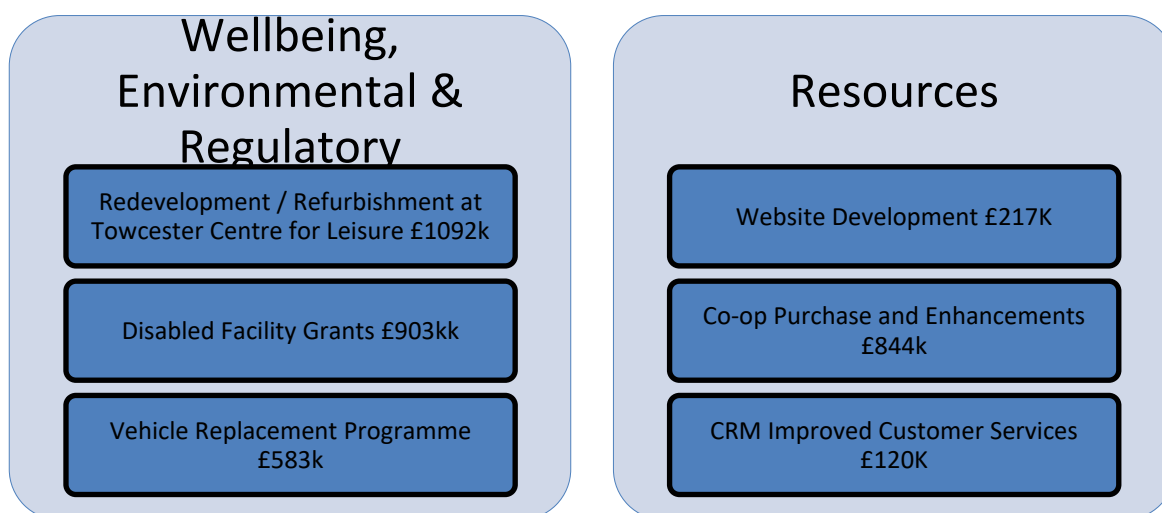 Wellbeing,
Environmental &
Regulatory
Redevelopment / Refurbishment at
Towcester Centre for Leisure £1092k
Disabled Facility Grants £903kk
Vehicle Replacement Programme
£583k
Resources
Website Development £217K
Co-op Purchase and Enhancements
£844k
CRM Improved Customer Services
£120K